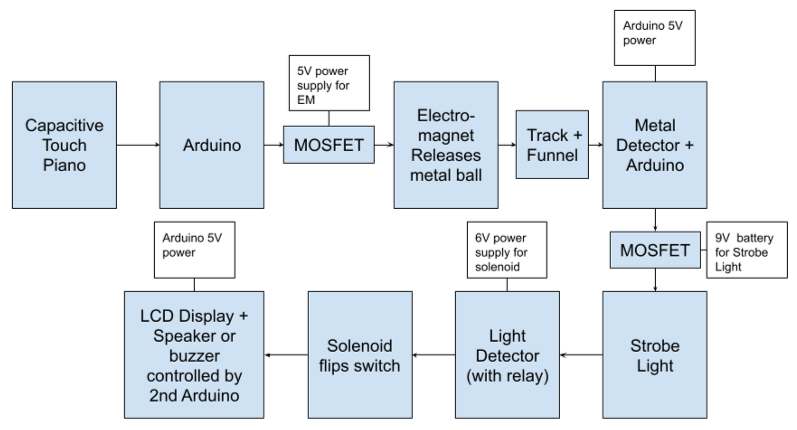 Capacitive
Touch
Piano
Arduino
5V power
supply for
EM
MOSFET
Electro-
magnet
Releases
metal ball
Track +
Funnel
Arduino 5V
power
Metal
Detector +
Arduino
MOSFET
9V battery
for Strobe
Light
Strobe
Light
6V power
supply for
solenoid
Light
Detector
(with relay)
Solenoid
flips switch
Arduino 5V
power
LCD Display +
Speaker or
buzzer
controlled by
2nd Arduino